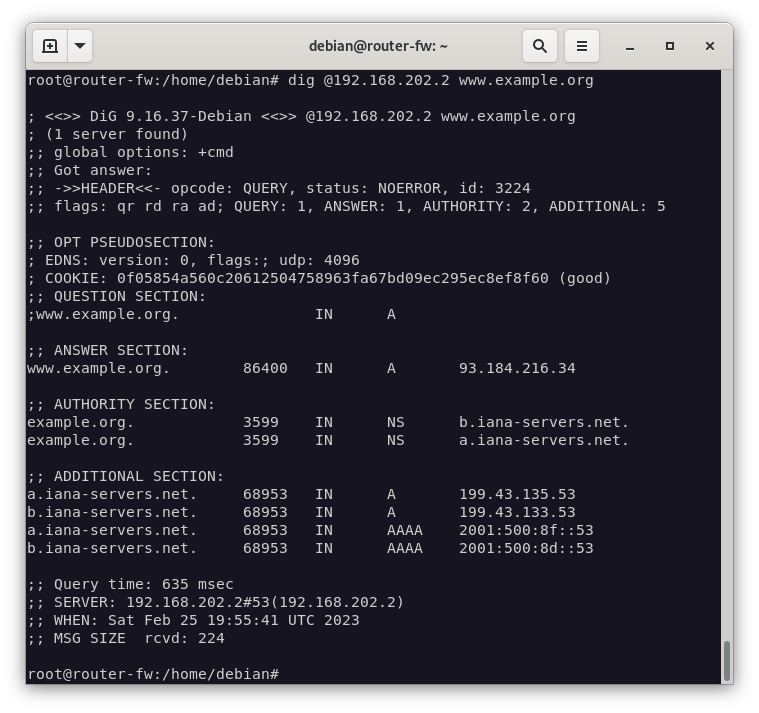 debian@router-fw: ~
root@router-fw:/home/debian# dig @192.168.202.2 www.example.org
; <<>> DiG 9.16.37-Debian <<>> @192.168.202.2 www.example.org
; (1 server found)
;; global options: +cmd
;; Got answer:
;; ->>HEADER<<- opcode: QUERY, status: NOERROR, id: 3224
;; flags: qr rd ra ad; QUERY: 1, ANSWER: 1, AUTHORITY: 2, ADDITIONAL: 5
;; OPT PSEUDOSECTION:
; EDNS: version: 0, flags:; udp: 4096
; COOKIE: 0f05854a560c20612504758963fa67bd09ec295ec8ef8f60 (good)
;; QUESTION SECTION:
;www.example.org. IN A
;; ANSWER SECTION:
www.example.org. 86400 IN A 93.184.216.34
;; AUTHORITY SECTION:
example.org. 3599 IN NS b.iana-servers.net.
example.org. 3599 IN NS a.iana-servers.net.
;; ADDITIONAL SECTION:
a.iana-servers.net. 68953 IN A 199.43.135.53
b.iana-servers.net. 68953 IN A 199.43.133.53
a.iana-servers.net. 68953 IN AAAA 2001:500:8f::53
b.iana-servers.net. 68953 IN AAAA 2001:500:8d::53
;; Query time: 635 msec
;; SERVER: 192.168.202.2#53(192.168.202.2)
;; WHEN: Sat Feb 25 19:55:41 UTC 2023
;; MSG SIZE  rcvd: 224
root@router-fw:/home/debian#